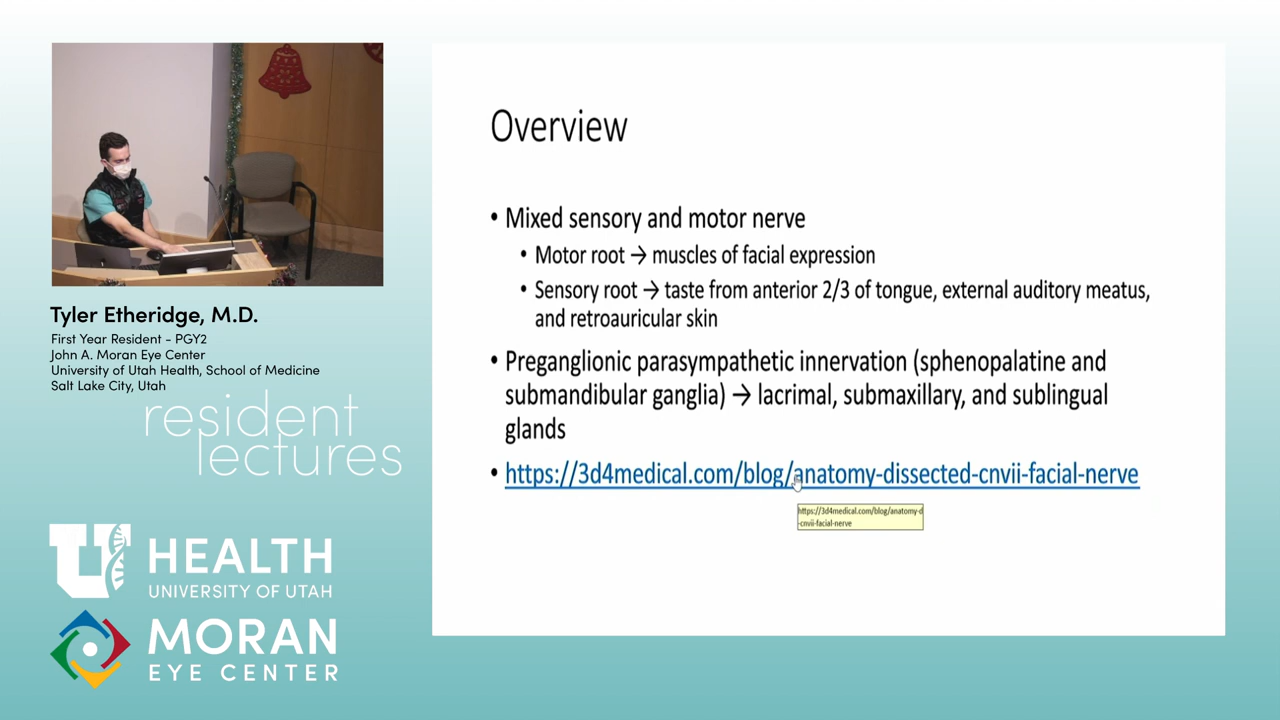 Tyler Etheridge, M.D.
First Year Resident - PGY2
John A. Moran Eye Center
University of Utah Health, School of Medicine
Salt Lake City, Utah
resident
lectures
U
HEALTH
UNIVERSITY OF UTAH
MORAN
EYE CENTER
Overview
• Mixed sensory and motor nerve
• Motor root → muscles of facial expression
• Sensory root → taste from anterior 2/3 of tongue, external auditory meatus,
and retroauricular skin
• Preganglionic parasympathetic innervation (sphenopalatine and
submandibular ganglia) → lacrimal, submaxillary, and sublingual
glands
• https://3d4medical.com/blog/anatomy-dissected-cnvii-facial-nerve
https://3d4medical.com/blog/anatomy-d
-cnvii-facial-nerve